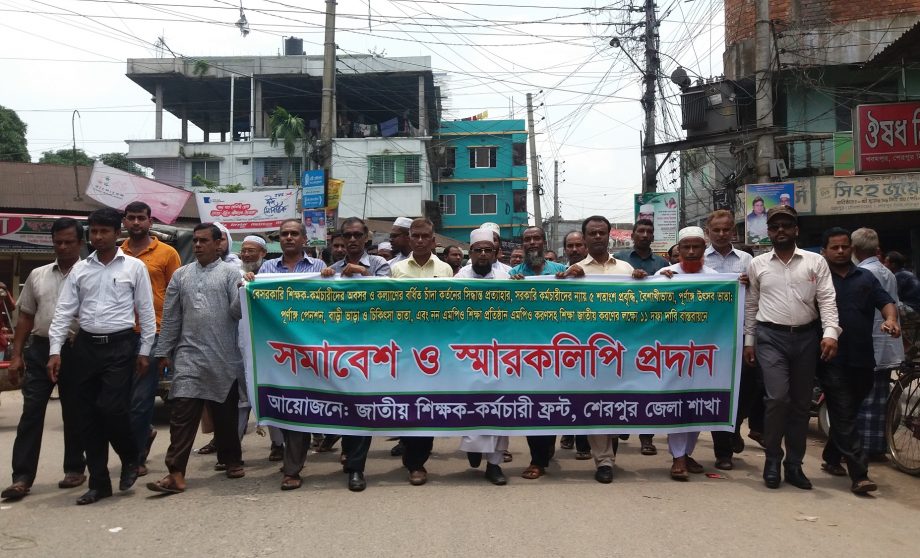 বেসরকারি শিক্ষক-কর্মচারীদের অবসর ও কল্যাণের বর্ধিত চাঁদা কর্তনের সিদ্ধান্ত প্রত্যাহার, সরকারি কর্মচারীদের ন্যায় ৫ শতাংশ প্রবৃদ্ধি, বৈশাখীভাতা, পূর্ণাঙ্গ উৎসব ভাতা:
পূর্ণাঙ্গ পেনশন, বাড়ী ভাড়া ও চিকিৎসা ভাতা, এবং নন এমপিও শিক্ষা প্রতিষ্ঠান এমপিও করণসহ শিক্ষা জাতীয় করণের লক্ষ্যে ১১ দফা দাবি বাস্তবায়নে
সমাবেশ ও স্মারকলিপি প্রদান
আয়োজনে: জাতীয় শিক্ষক-কর্মচারী ফ্রন্ট, শেরপুর জেলা শাখা
ঔষধ